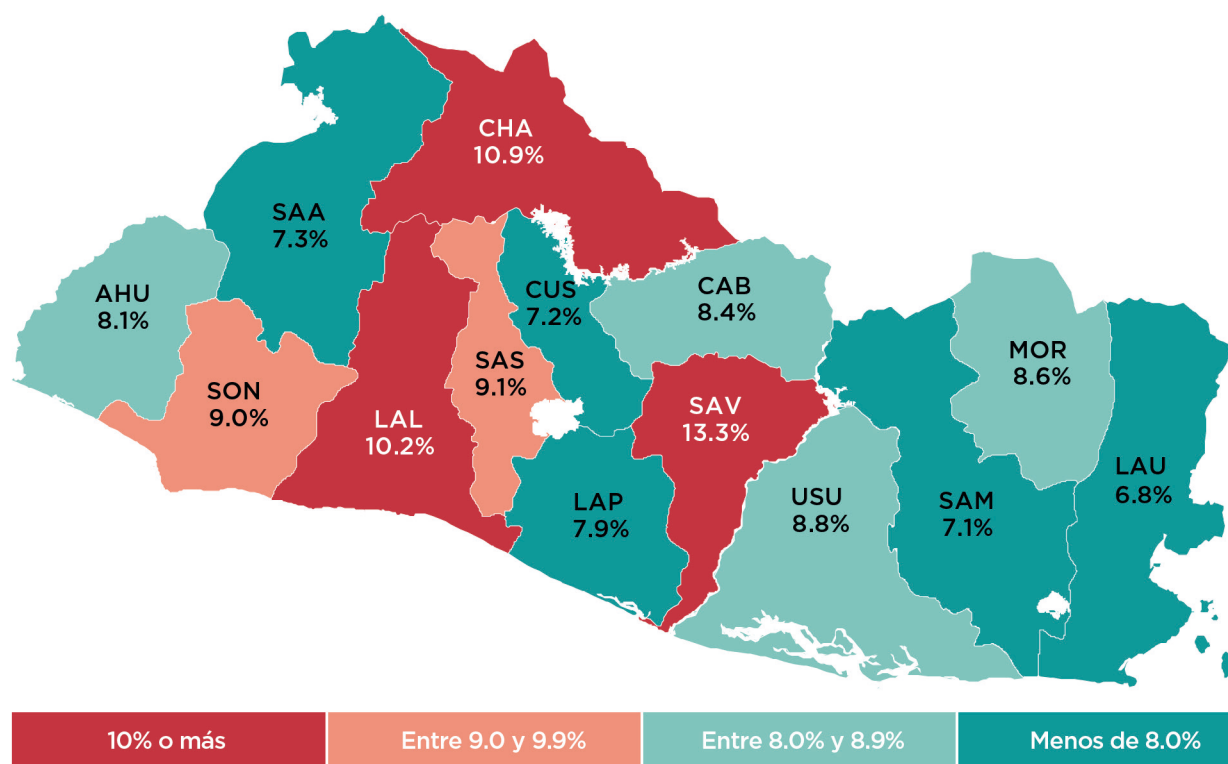 CHA
10.9%
SAA
7.3%
AHU
8.1%
CUS
7.2%
CAB
8.4%
MOR
8.6%
SON
9.0%
SAS
9.1%
LAL
10.2%
SAV
13.3%
LAU
6.8%
LAP
7.9%
USU
8.8%
SAM
7.1%
10% o más
Entre 9.0 y 9.9%
Entre 8.0% y 8.9%
Menos de 8.0%